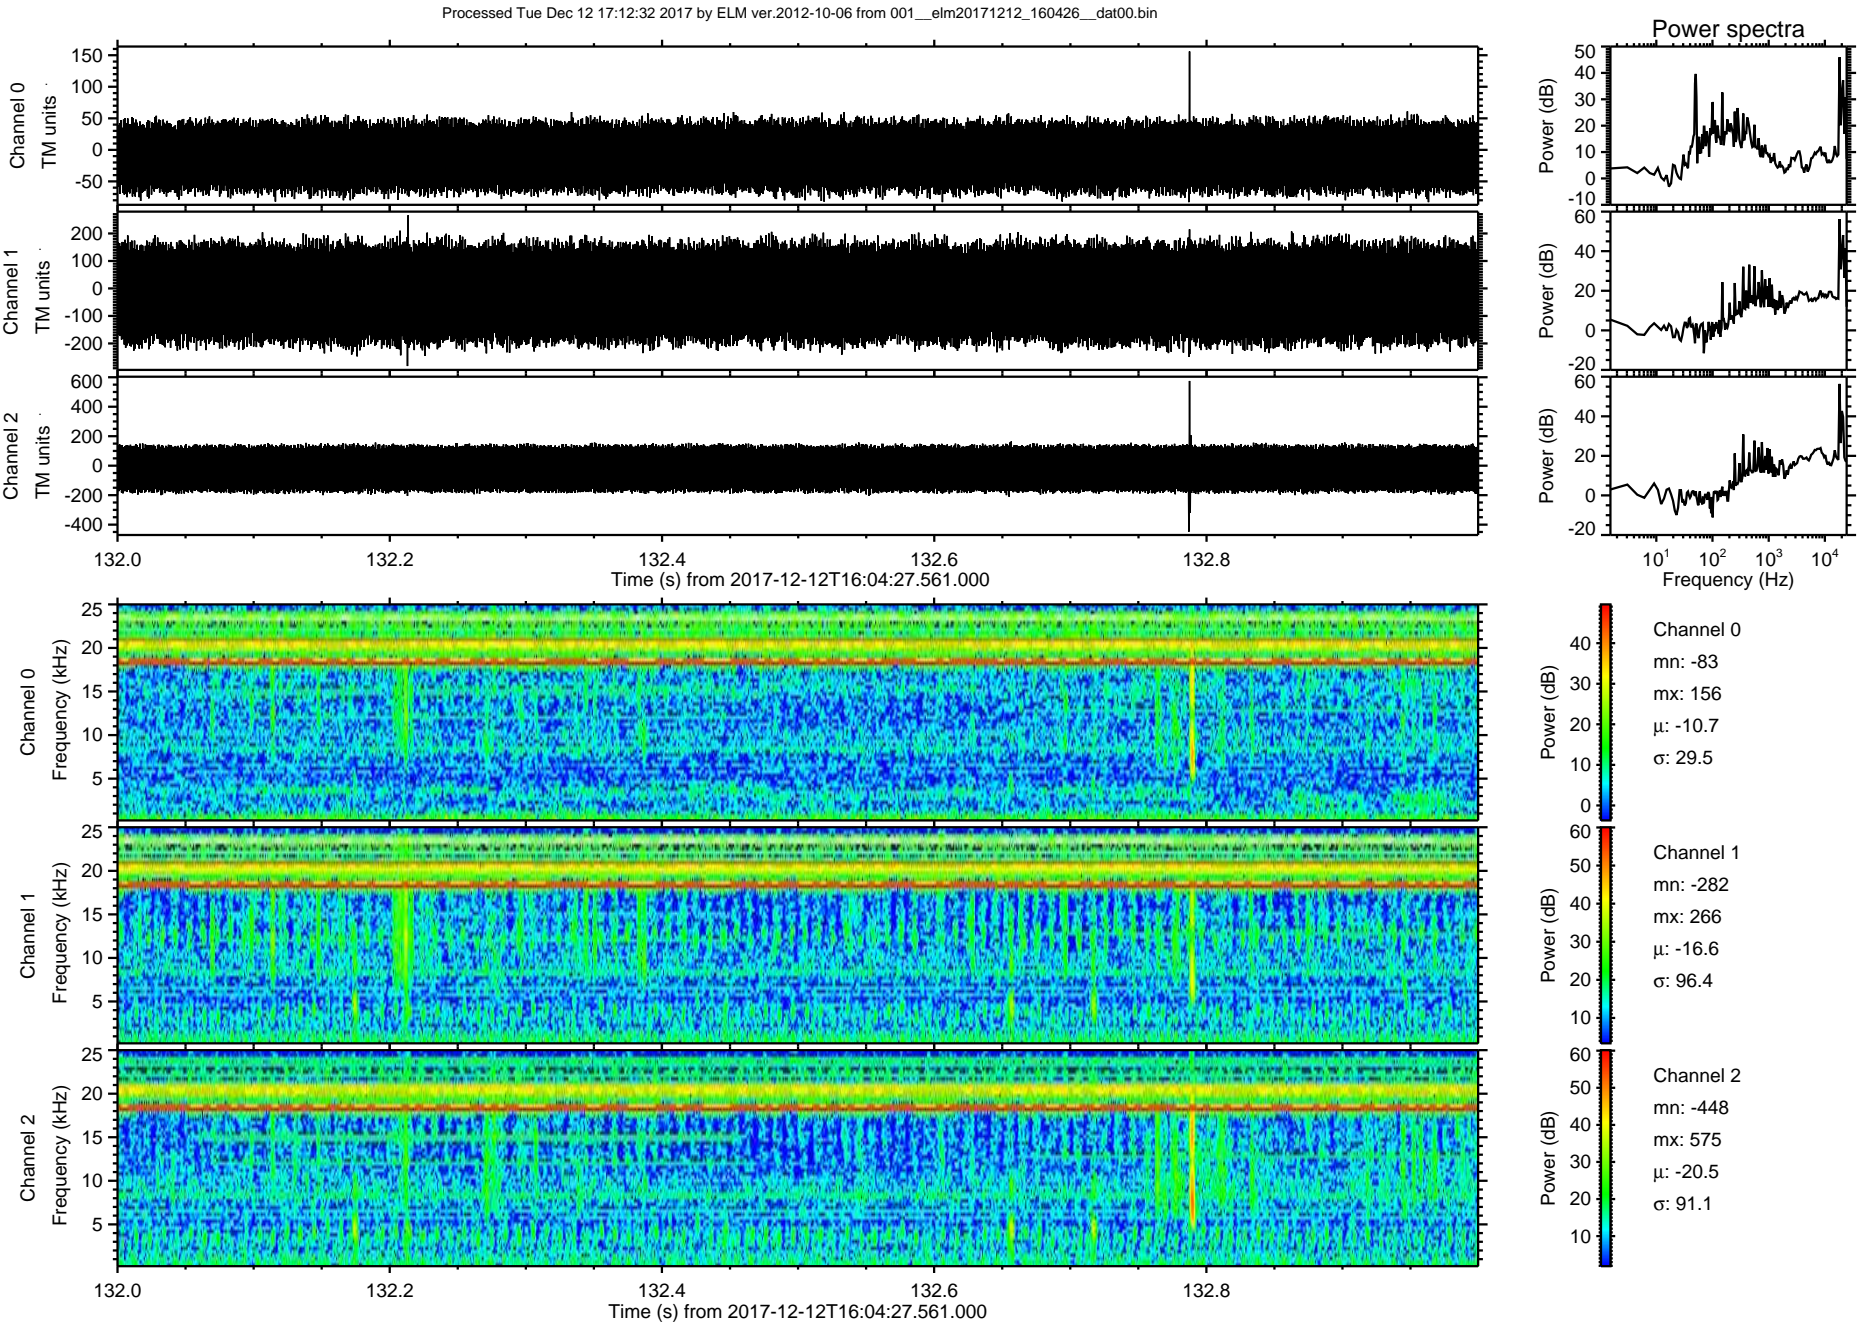 Processed Tue Dec 12 17:12:32 2017 by ELM ver.2012-10-06 from 001__elm20171212_160426__dat00.bin
Power spectra
Channel 0
TM units
150
100
50
0
-50
Power (dB)
50
40
30
20
10
0
-10
Channel 1
TM units
200
100
0
-100
-200
Power (dB)
60
40
20
0
-20
Channel 2
TM units
600
400
200
0
-200
-400
Power (dB)
60
40
20
0
-20
132.0 132.2 132.4 132.6 132.8
Time (s) from 2017-12-12T16:04:27.561.000
10^1 10^2 10^3 10^4
Frequency (Hz)
Channel 0
Frequency (kHz)
25
20
15
10
5
Power (dB)
40
30
20
10
0
Channel 0
mn: -83
mx: 156
μ: -10.7
σ: 29.5
Channel 1
Frequency (kHz)
25
20
15
10
5
Power (dB)
60
50
40
30
20
10
Channel 1
mn: -282
mx: 266
μ: -16.6
σ: 96.4
Channel 2
Frequency (kHz)
25
20
15
10
5
Power (dB)
60
50
40
30
20
10
Channel 2
mn: -448
mx: 575
μ: -20.5
σ: 91.1
132.0 132.2 132.4 132.6 132.8
Time (s) from 2017-12-12T16:04:27.561.000